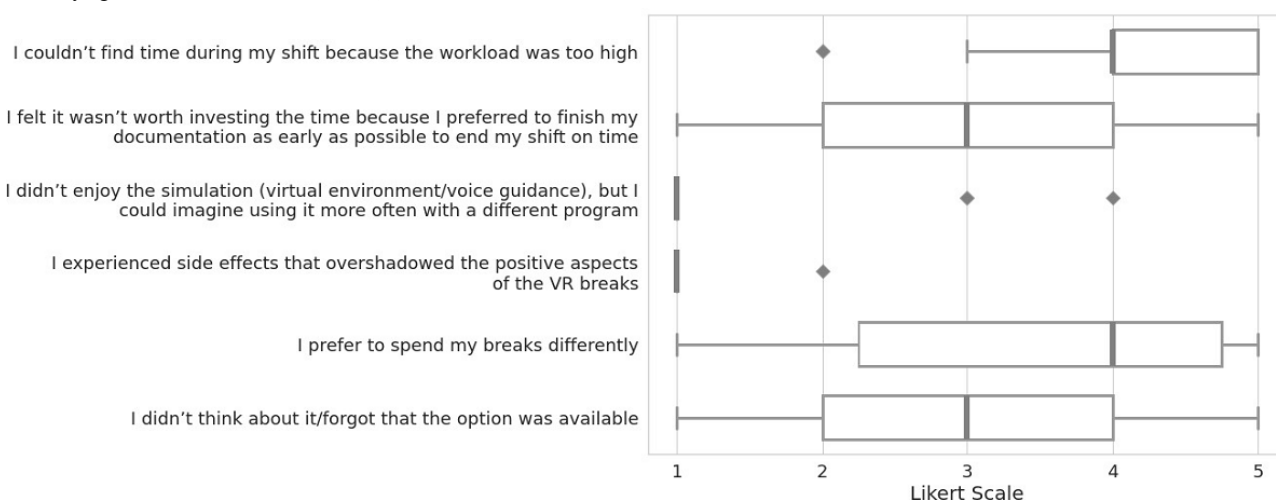 I couldn’t find time during my shift because the workload was too high
I felt it wasn’t worth investing the time because I preferred to finish my
documentation as early as possible to end my shift on time
I didn’t enjoy the simulation (virtual environment/voice guidance), but I
could imagine using it more often with a different program
I experienced side effects that overshadowed the positive aspects
of the VR breaks
I prefer to spend my breaks differently
I didn’t think about it/forgot that the option was available
1 2 3 4 5
Likert Scale